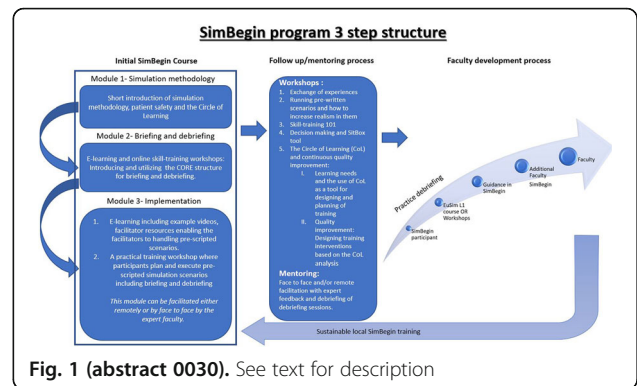 SimBegin program 3 step structure
Initial SimBegin Course
Module 1- Simulation methodology
Short introduction of simulation
methodology, patient safety and the Circle of
Learning
Module 2- Briefing and debriefing
E-learning and online skill-training workshops:
Introducing and utilizing the CORE structure
for briefing and debriefing.
Module 3- Implementation
1. E-learning including example videos,
facilitator resources enabling the
facilitators to handling pre-scripted
scenarios.
2. A practical training workshop where
participants plan and execute pre-
scripted simulation scenarios
including briefing and debriefing
This module can be facilitated either
remotely or by face to face by the
expert faculty.
Follow up/mentoring process
Workshops :
1. Exchange of experiences
2. Running pre-written
scenarios and how to
increase realism in them
3. Skill-training 101
4. Decision making and SitBox
tool
5. The Circle of Learning (CoL)
and continuous quality
improvement:
I. Learning needs
and the use of CoL
as a tool for
designing and
planning of
training
II. Quality
improvement:
Designing training
interventions
based on the CoL
analysis
Mentoring:
Face to face and/or remote
facilitation with expert
feedback and debriefing of
debriefing sessions.
Faculty development process
Practice debriefing
SimBegin
participant
EuSim L1
course OR
Workshops
Guidance in
SimBegin
Additional
Faculty
SimBegin
Faculty
Sustainable local SimBegin training
Fig. 1 (abstract 0030). See text for description